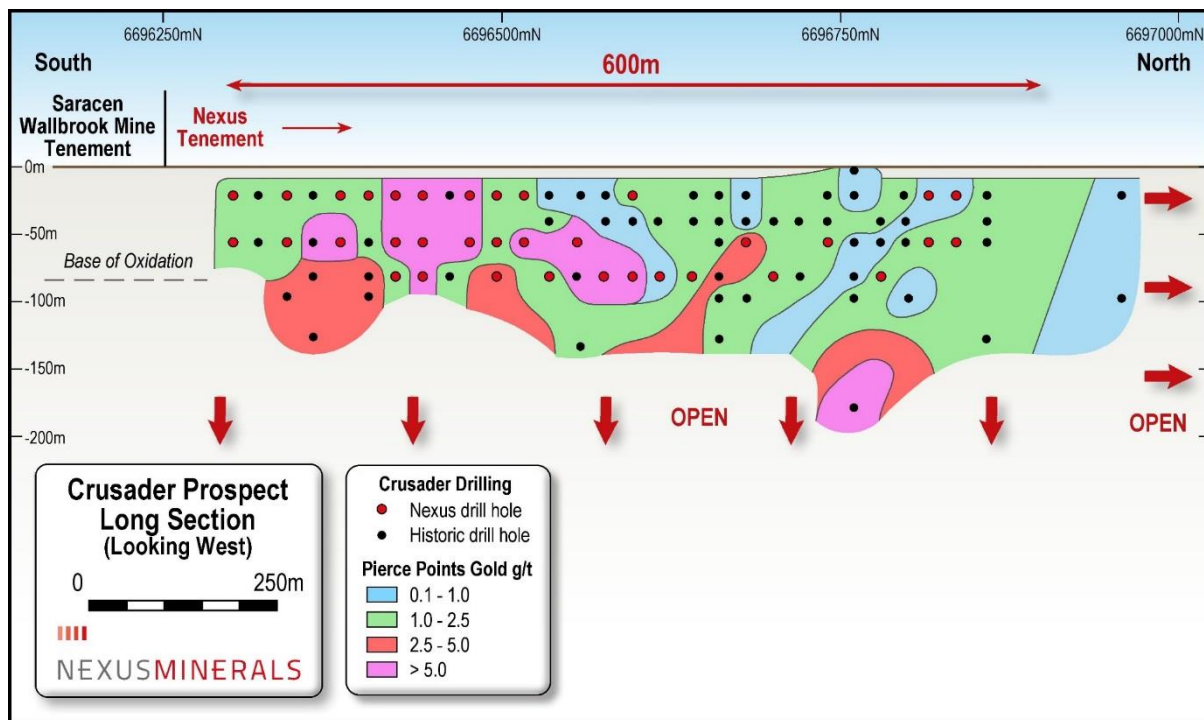 6696250mN
6696500mN
6696750mN
6697000mN
South
600m
North
Saracen
Wallbrook Mine
Tenement
Nexus
Tenement
0m
-50m
Base of Oxidation
-100m
-150m
-200m
OPEN
OPEN
Crusader Prospect
Long Section
(Looking West)
0 250m
NEXUSMINERALS
Crusader Drilling
Nexus drill hole
Historic drill hole
Pierce Points Gold g/t
0.1 - 1.0
1.0 - 2.5
2.5 - 5.0
> 5.0